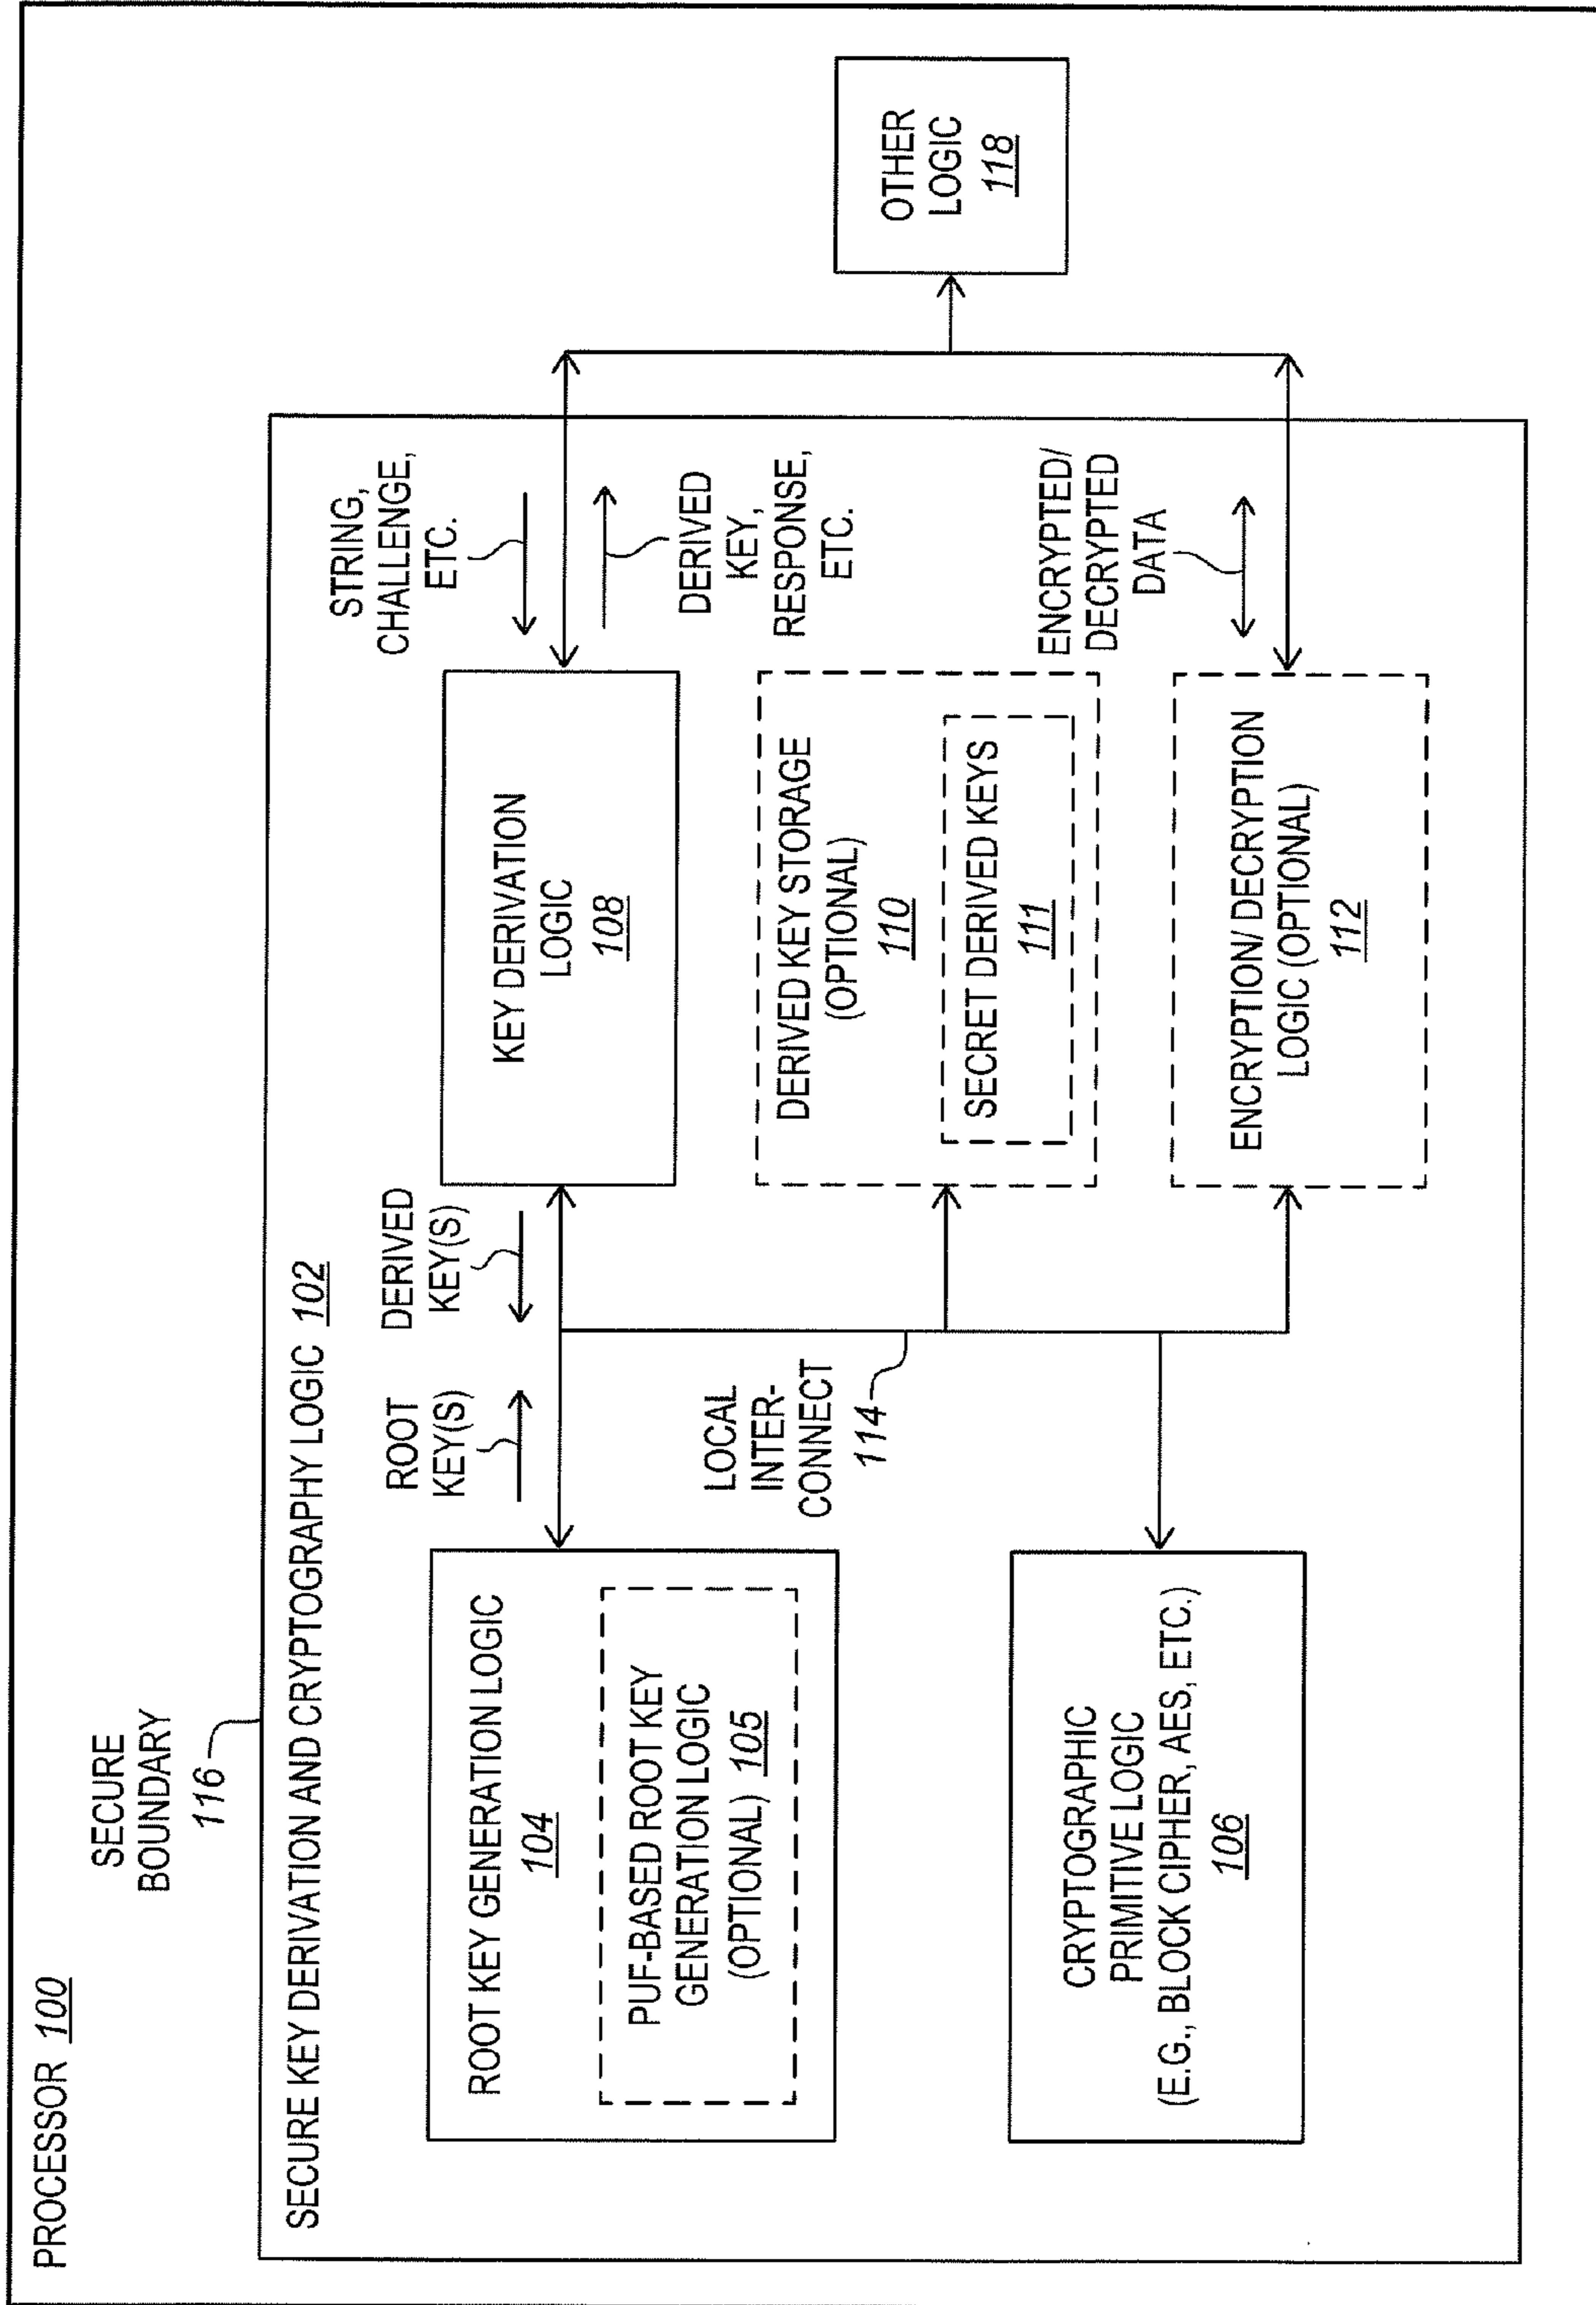 PROCESSOR 100
SECURE
BOUNDARY
116
SECURE KEY DERIVATION AND CRYPTOGRAPHY LOGIC 102
ROOT KEY GENERATION LOGIC
104
PUF-BASED ROOT KEY
GENERATION LOGIC
(OPTIONAL) 105
CRYPTOGRAPHIC
PRIMITIVE LOGIC
(E.G., BLOCK CIPHER, AES, ETC.)
106
ROOT
KEY(S)
DERIVED
KEY(S)
LOCAL
INTER-
CONNECT
114
KEY DERIVATION
LOGIC
108
DERIVED KEY STORAGE
(OPTIONAL)
110
SECRET DERIVED KEYS
111
ENCRYPTION/ DECRYPTION
LOGIC (OPTIONAL)
112
STRING,
CHALLENGE,
ETC.
DERIVED
KEY,
RESPONSE,
ETC.
ENCRYPTED/
DECRYPTED
DATA
OTHER
LOGIC
118